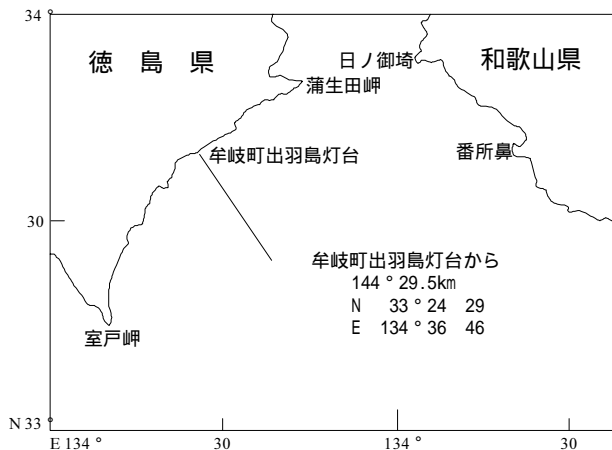 34°
徳島県
日ノ御埼
和歌山県
蒲生田岬
牟岐町出羽島灯台
番所鼻
30
牟岐町出羽島灯台から
144°29.5km
N 33°24 29
E 134°36 46
室戸岬
N 33°
E 134°
30
134°
30